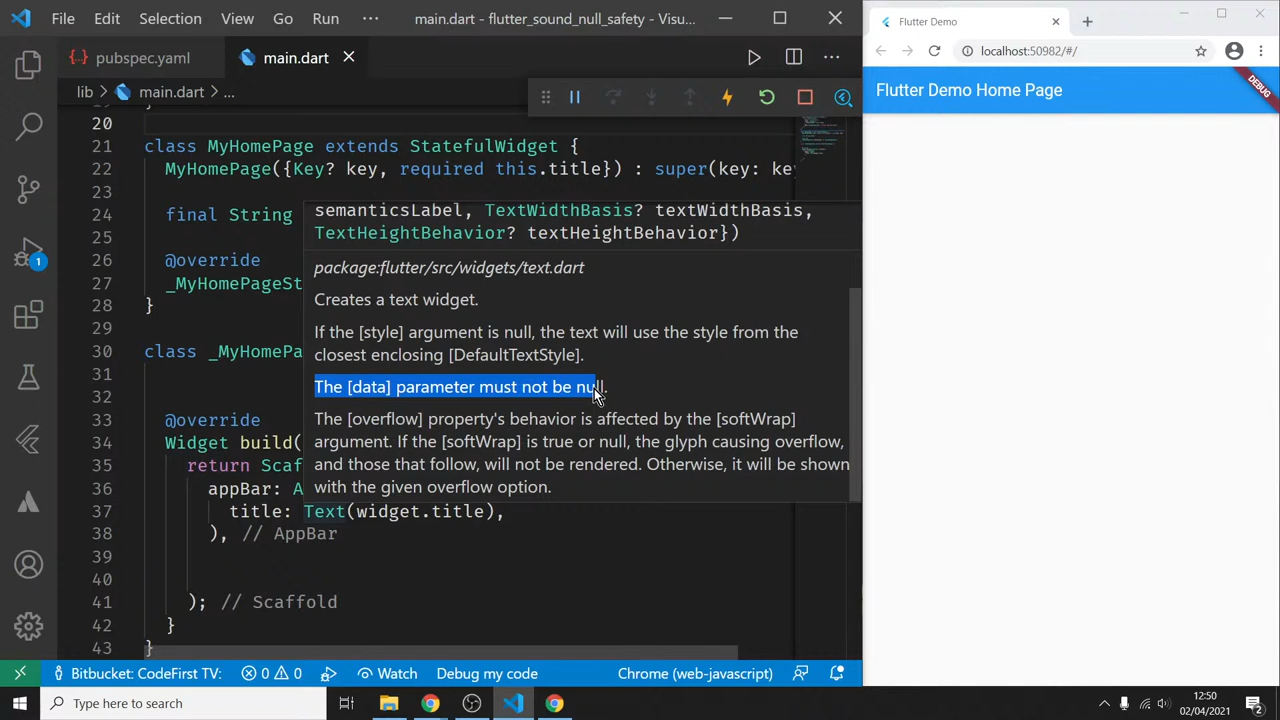 File Edit Selection View Go Run ··· main.dart - flutter_sound_null_safety - Visu...
pubspec.yaml main.dart
lib > main.dart > ...
20
21 class MyHomePage extends StatefulWidget {
22 MyHomePage({Key? key, required this.title}) : super(key: ke
23
24 final String
25
26 @override
27 _MyHomePageSt
28 }
29
30 class _MyHomePa
31
32
33 @override
34 Widget build(
35 return Scaf
36 appBar: A
37 title: Text(widget.title),
38 ), // AppBar
39
40
41 ); // Scaffold
42 }
43 }
semanticsLabel, TextWidthBasis? textWidthBasis,
TextHeightBehavior? textHeightBehavior})
package:flutter/src/widgets/text.dart
Creates a text widget.
If the [style] argument is null, the text will use the style from the
closest enclosing [DefaultTextStyle].
The [data] parameter must not be null.
The [overflow] property's behavior is affected by the [softWrap]
argument. If the [softWrap] is true or null, the glyph causing overflow,
and those that follow, will not be rendered. Otherwise, it will be shown
with the given overflow option.
1
Bitbucket: CodeFirst TV: 0 0 Watch Debug my code Chrome (web-javascript)
Type here to search
12:50
02/04/2021
2
Flutter Demo
localhost:50982/#/
Flutter Demo Home Page
DEBUG